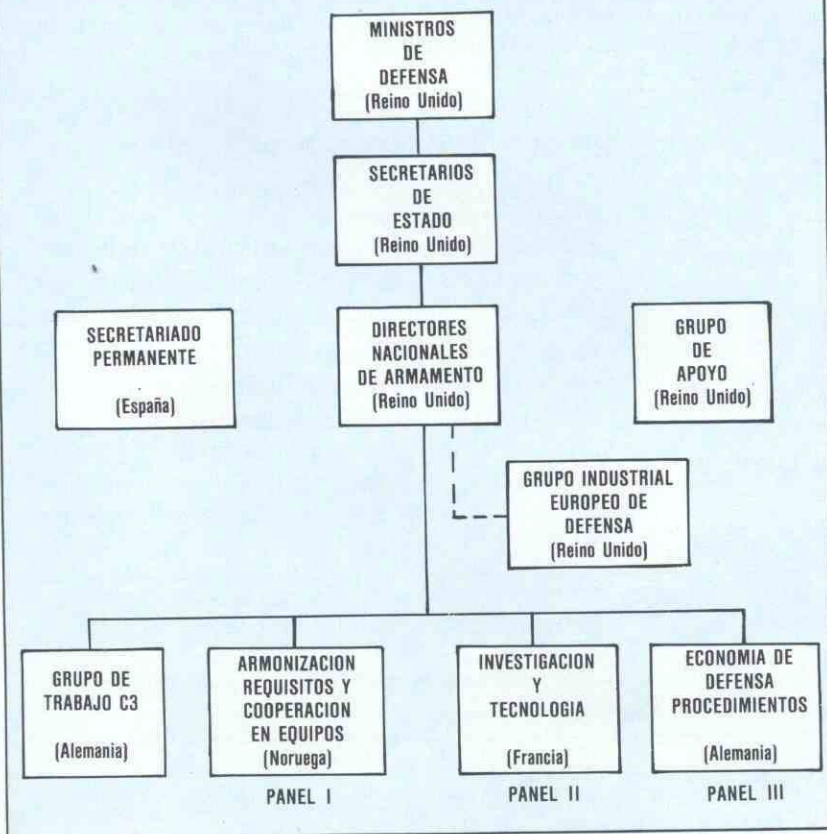 MINISTROS
DE
DEFENSA
(Reino Unido)
SECRETARIOS
DE
ESTADO
(Reino Unido)
SECRETARIADO
PERMANENTE
(España)
DIRECTORES
NACIONALES
DE ARMAMENTO
(Reino Unido)
GRUPO
DE
APOYO
(Reino Unido)
GRUPO INDUSTRIAL
EUROPEO DE
DEFENSA
(Reino Unido)
GRUPO DE
TRABAJO C3
(Alemania)
ARMONIZACION
REQUISITOS Y
COOPERACION
EN EQUIPOS
(Noruega)
PANEL I
INVESTIGACION
Y
TECNOLOGIA
(Francia)
PANEL II
ECONOMIA DE
DEFENSA
PROCEDIMIENTOS
(Alemania)
PANEL III